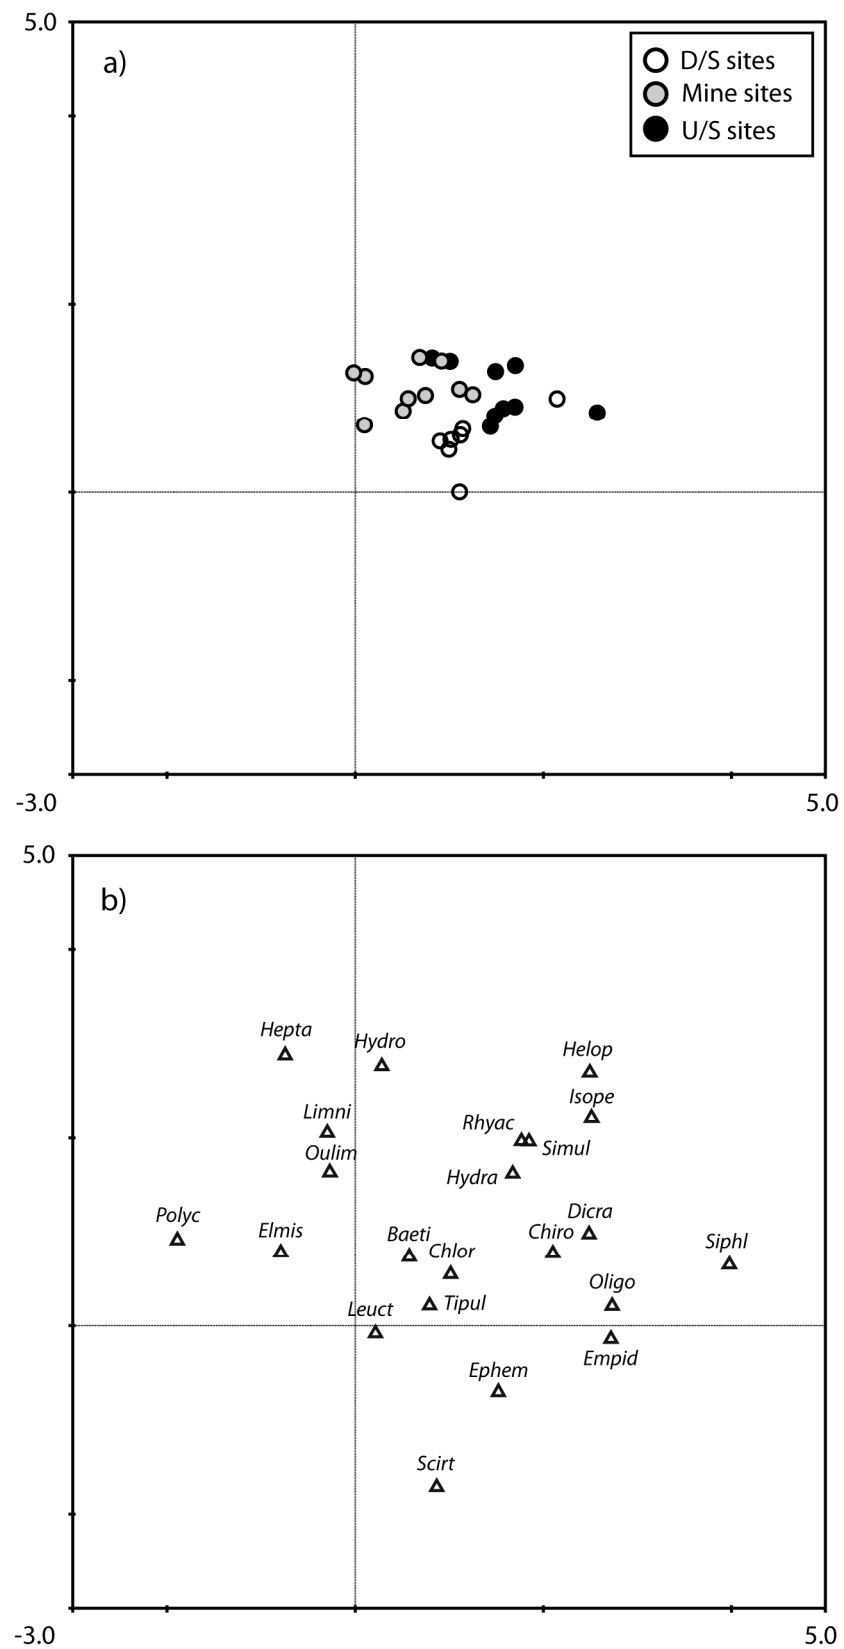 5.0
a)
D/S sites
Mine sites
U/S sites
-3.0
5.0
5.0
b)
Hepta
Hydro
Helop
Isope
Limni
Rhyac
Simul
Oulim
Hydra
Polyc
Elmis
Baeti
Chlor
Chiro
Dicra
Siphl
Oligo
Leuct
Tipul
Empid
Ephem
Scirt
-3.0
5.0